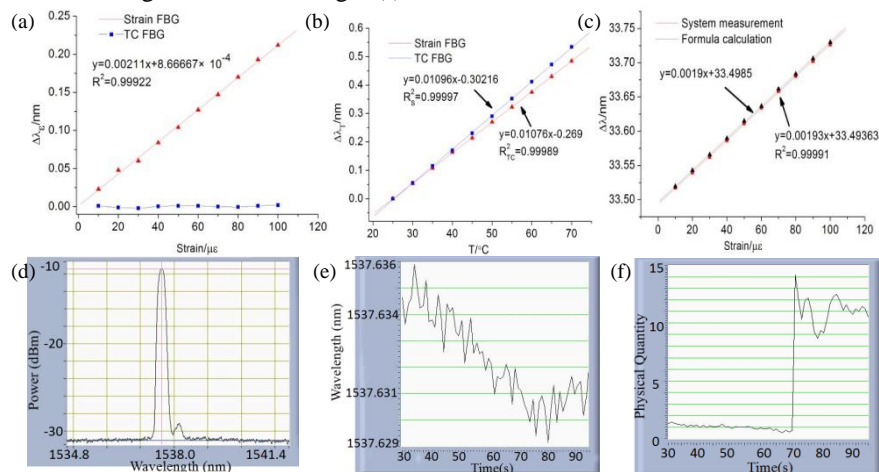 (a)
0.25
0.20
0.15
0.10
0.05
0.00
Δλε/nm
Strain FBG
TC FBG
y=0.00211x+8.66667× 10-4
R2=0.99922
0 20 40 60 80 100 120
Strain/με
(b)
0.6
0.5
0.4
0.3
0.2
0.1
0.0
ΔλT/nm
Strain FBG
TC FBG
y=0.01096x-0.30216
R2S=0.99997
y=0.01076x-0.269
R2TC=0.99989
20 30 40 50 60 70 80
T/°C
(c)
33.75
33.70
33.65
33.60
33.55
33.50
Δλ/nm
System measurement
Formula calculation
y=0.0019x+33.4985
y=0.00193x+33.49363
R2=0.99991
0 20 40 60 80 100 120
Strain/με
(d)
-10
-20
-30
Power (dBm)
1534.8 1538.0 1541.4
Wavelength (nm)
(e)
1537.636
1537.634
1537.631
1537.629
Wavelength (nm)
30 40 50 60 70 80 90
Time(s)
(f)
15
10
5
0
Physical Quantity
30 40 50 60 70 80 90
Time(s)